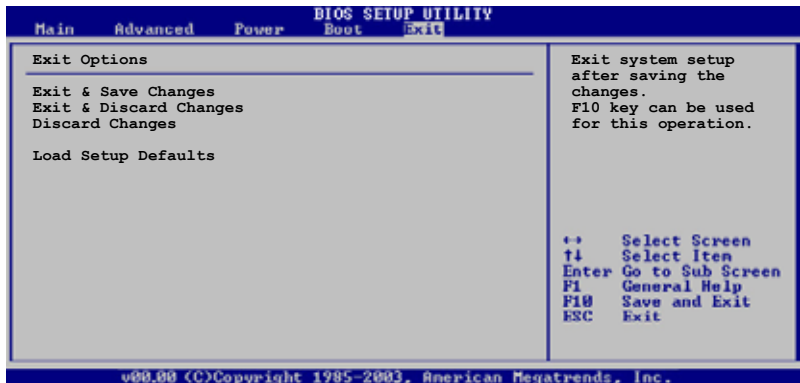 BIOS SETUP UTILITY
Main Advanced Power Boot Exit
Exit Options
Exit & Save Changes
Exit & Discard Changes
Discard Changes
Load Setup Defaults
Exit system setup
after saving the
changes.
F10 key can be used
for this operation.
↔ Select Screen
↑↓ Select Item
Enter Go to Sub Screen
F1 General Help
F10 Save and Exit
ESC Exit
v00.00 (C)Copyright 1985-2003, American Megatrends, Inc.